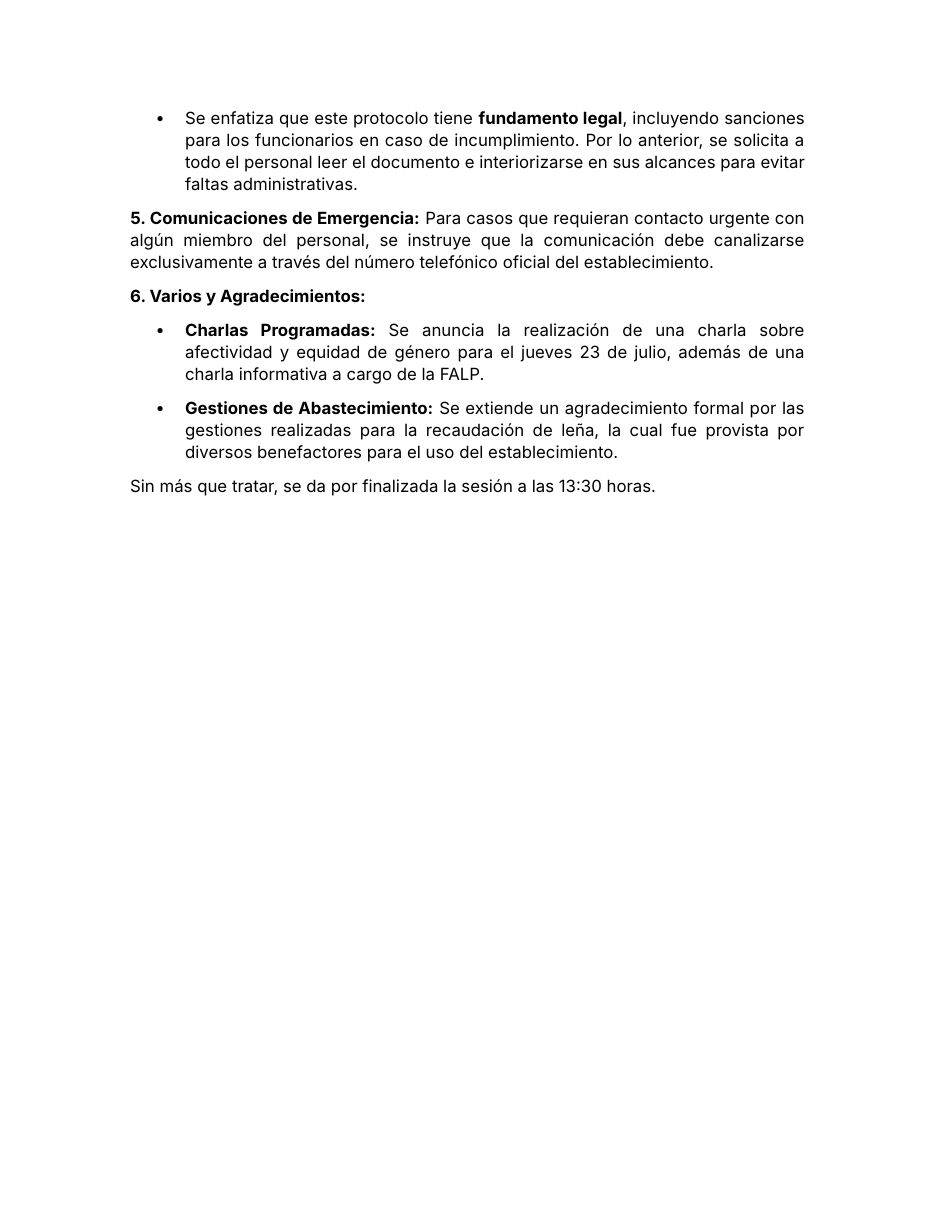 • Se enfatiza que este protocolo tiene fundamento legal, incluyendo sanciones
para los funcionarios en caso de incumplimiento. Por lo anterior, se solicita a
todo el personal leer el documento e interiorizarse en sus alcances para evitar
faltas administrativas.
5. Comunicaciones de Emergencia: Para casos que requieran contacto urgente con
algún miembro del personal, se instruye que la comunicación debe canalizarse
exclusivamente a través del número telefónico oficial del establecimiento.
6. Varios y Agradecimientos:
• Charlas Programadas: Se anuncia la realización de una charla sobre
afectividad y equidad de género para el jueves 23 de julio, además de una
charla informativa a cargo de la FALP.
• Gestiones de Abastecimiento: Se extiende un agradecimiento formal por las
gestiones realizadas para la recaudación de leña, la cual fue provista por
diversos benefactores para el uso del establecimiento.
Sin más que tratar, se da por finalizada la sesión a las 13:30 horas.